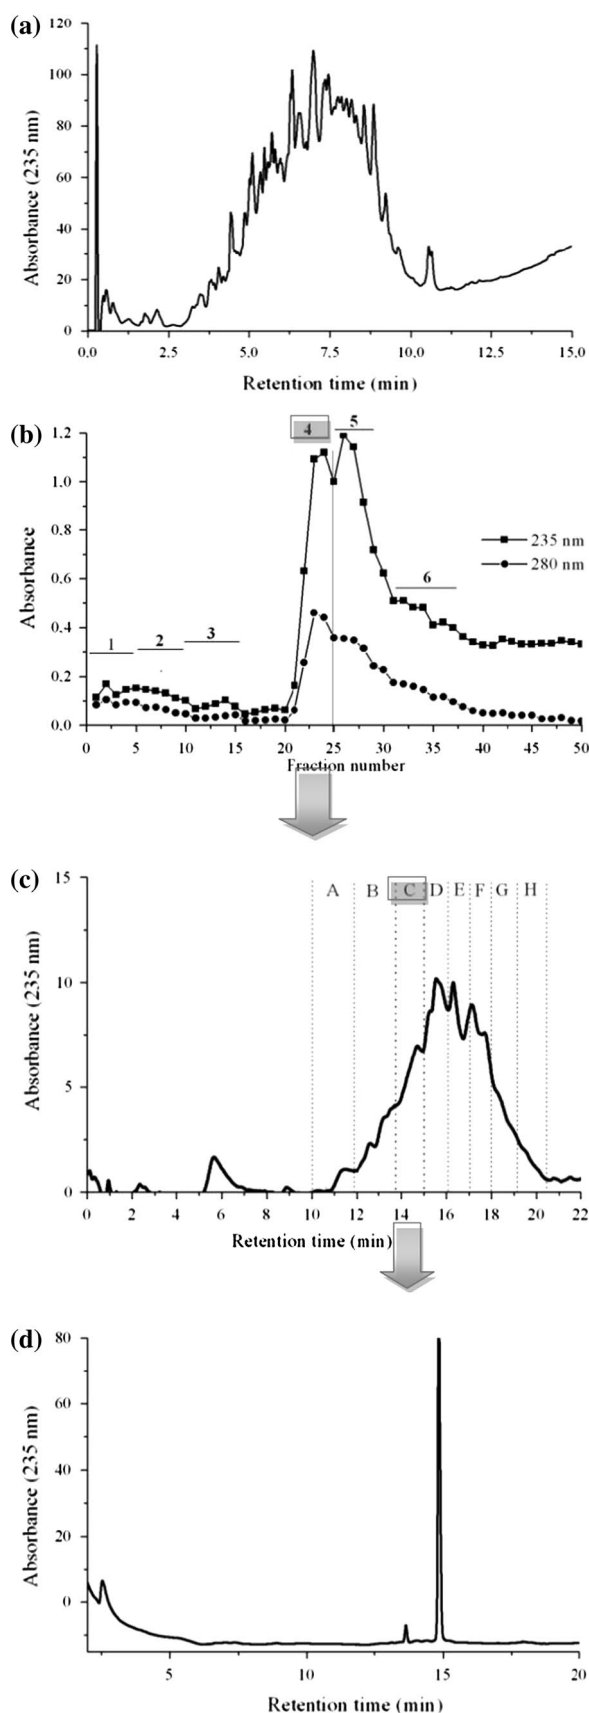 (a)
120
100
80
60
40
20
0
Absorbance (235 nm)
0.0 2.5 5.0 7.5 10.0 12.5 15.0
Retention time (min)
(b)
4 5
1.2
1.0
0.8
0.6
0.4
0.2
0.0
Absorbance
235 nm
280 nm
6
1 2 3
0 5 10 15 20 25 30 35 40 45 50
Fraction number
(c)
15
10
5
0
Absorbance (235 nm)
A B C D E F G H
0 2 4 6 8 10 12 14 16 18 20 22
Retention time (min)
(d)
80
60
40
20
0
Absorbance (235 nm)
5 10 15 20
Retention time (min)